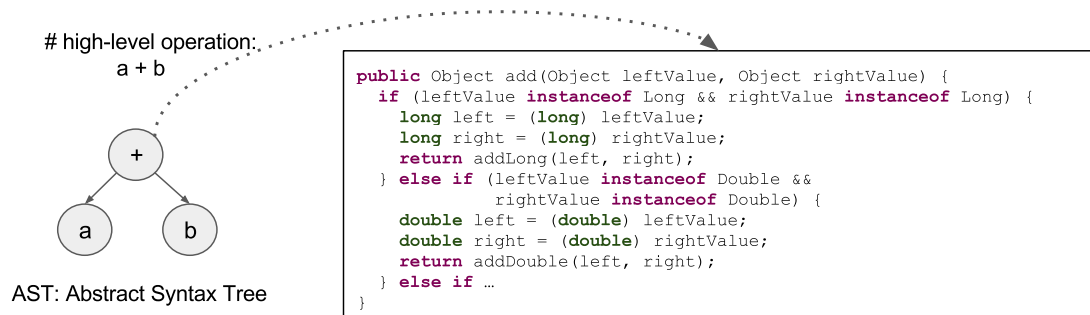 # high-level operation:
a + b
+
a
b
AST: Abstract Syntax Tree
public Object add(Object leftValue, Object rightValue) {
  if (leftValue instanceof Long && rightValue instanceof Long) {
    long left = (long) leftValue;
    long right = (long) rightValue;
    return addLong(left, right);
  } else if (leftValue instanceof Double &&
             rightValue instanceof Double) {
    double left = (double) leftValue;
    double right = (double) rightValue;
    return addDouble(left, right);
  } else if …
}